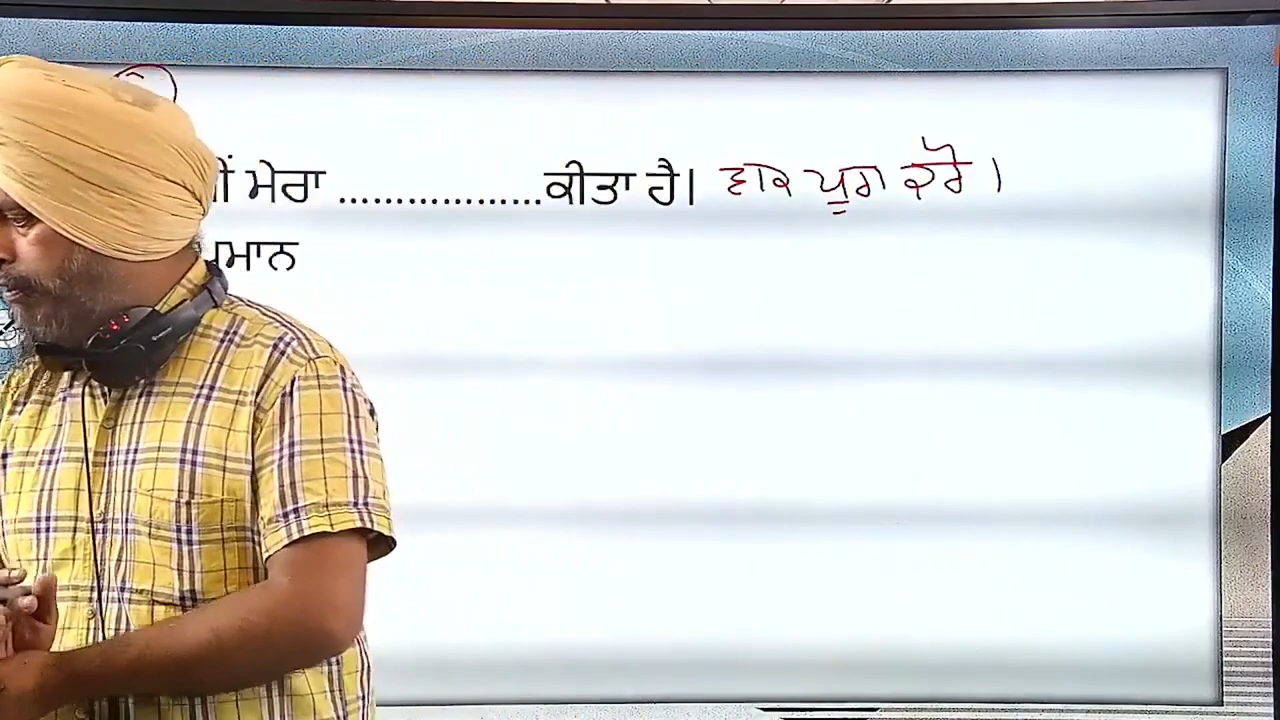 ਮੇਰਾ ..................ਕੀਤਾ ਹੈ। ਵਾਕ ਪੂਰਾ ਕਰੋ ।